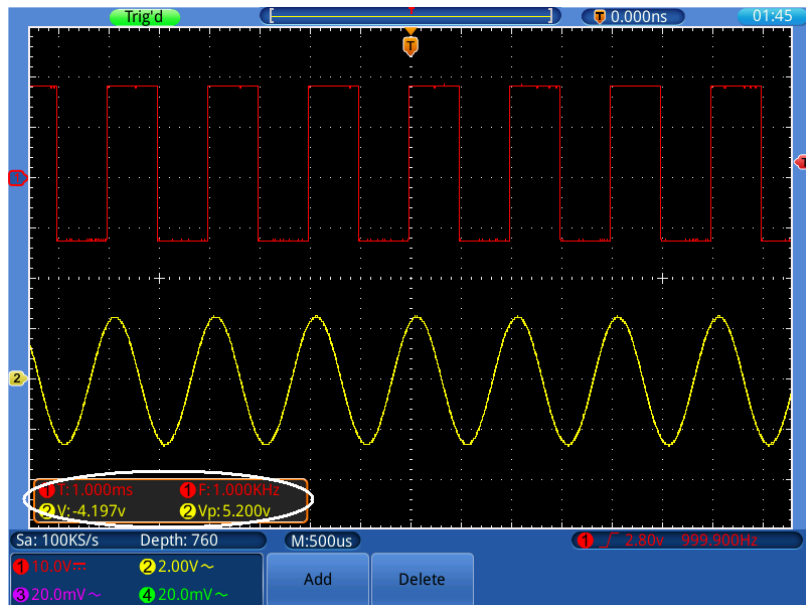 Trig'd T 0.000ns 01:45
T
1 T
2
1 T: 1.000ms 1 F: 1.000KHz
2 V: -4.197v 2 Vp: 5.200v
Sa: 100KS/s Depth: 760 M:500us 1 2.80v 999.900Hz
1 10.0V 2 2.00V～ Add Delete
3 20.0mV～ 4 20.0mV～